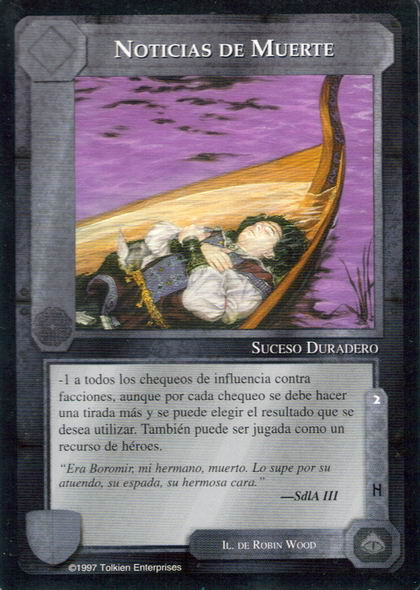 NOTICIAS DE MUERTE
SUCESO DURADERO
-1 a todos los chequeos de influencia contra
facciones, aunque por cada chequeo se debe hacer
una tirada más y se puede elegir el resultado que se
desea utilizar. También puede ser jugada como un
recurso de héroes.
2
“Era Boromir, mi hermano, muerto. Lo supe por su
atuendo, su espada, su hermosa cara.”
—SdlA III
IL. DE ROBIN WOOD
©1997 Tolkien Enterprises